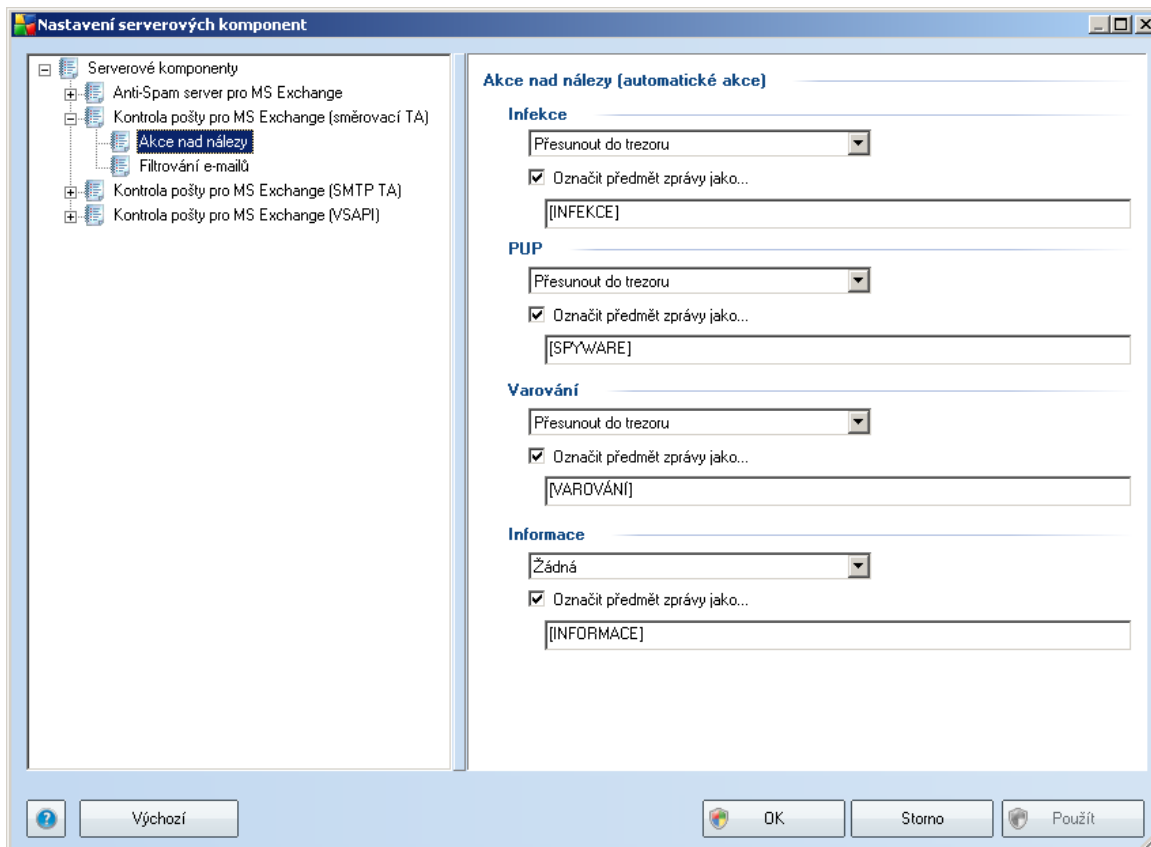 Nastavení serverových komponent
Serverové komponenty
Anti-Spam server pro MS Exchange
Kontrola pošty pro MS Exchange (směrovací TA)
Akce nad nálezy
Filtrování e-mailů
Kontrola pošty pro MS Exchange (SMTP TA)
Kontrola pošty pro MS Exchange (VSAPI)
Akce nad nálezy (automatické akce)
Infekce
Přesunout do trezoru
Označit předmět zprávy jako...
[INFEKCE]
PUP
Přesunout do trezoru
Označit předmět zprávy jako...
[SPYWARE]
Varování
Přesunout do trezoru
Označit předmět zprávy jako...
[VAROVÁNÍ]
Informace
Žádná
Označit předmět zprávy jako...
[INFORMACE]
Výchozí
OK
Storno
Použít